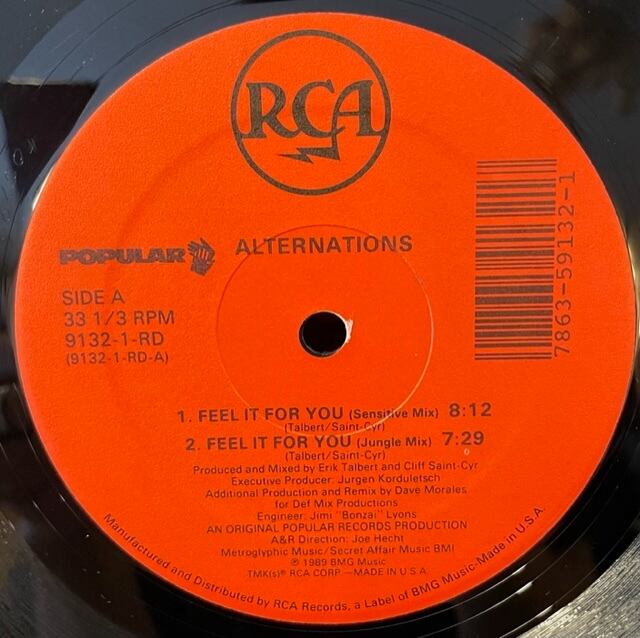 RCA
ALTERNATIONS
POPULAR
SIDE A
33 1/3 RPM
9132-1-RD
(9132-1-RD-A)
7863-59132-1
1. FEEL IT FOR YOU (Sensitive Mix) 8:12
(Talbert/Saint-Cyr)
2. FEEL IT FOR YOU (Jungle Mix) 7:29
(Talbert/Saint-Cyr)
Produced and Mixed by Erik Talbert and Cliff Saint-Cyr
Executive Producer: Jurgen Korduletsch
Additional Production and Remix by Dave Morales
for Def Mix Productions
Engineer: Jimi "Bonzai" Lyons
AN ORIGINAL POPULAR RECORDS PRODUCTION
A&R Direction: Joe Hecht
Metroglyphic Music/Secret Affair Music BMI
℗ 1989 BMG Music
TMK(s)® RCA CORP.—MADE IN U.S.A.
Manufactured and Distributed by RCA Records, a Label of BMG Music-Made in U.S.A.